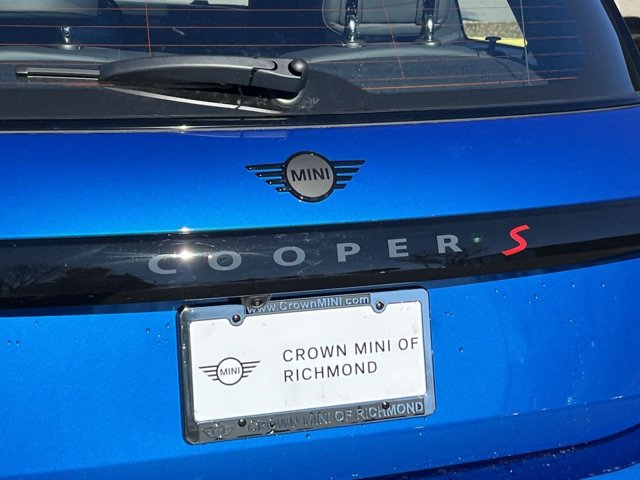 MINI
COOPER S
www.CrownMINI.com
MINI
CROWN MINI OF
RICHMOND
CROWN MINI OF RICHMOND